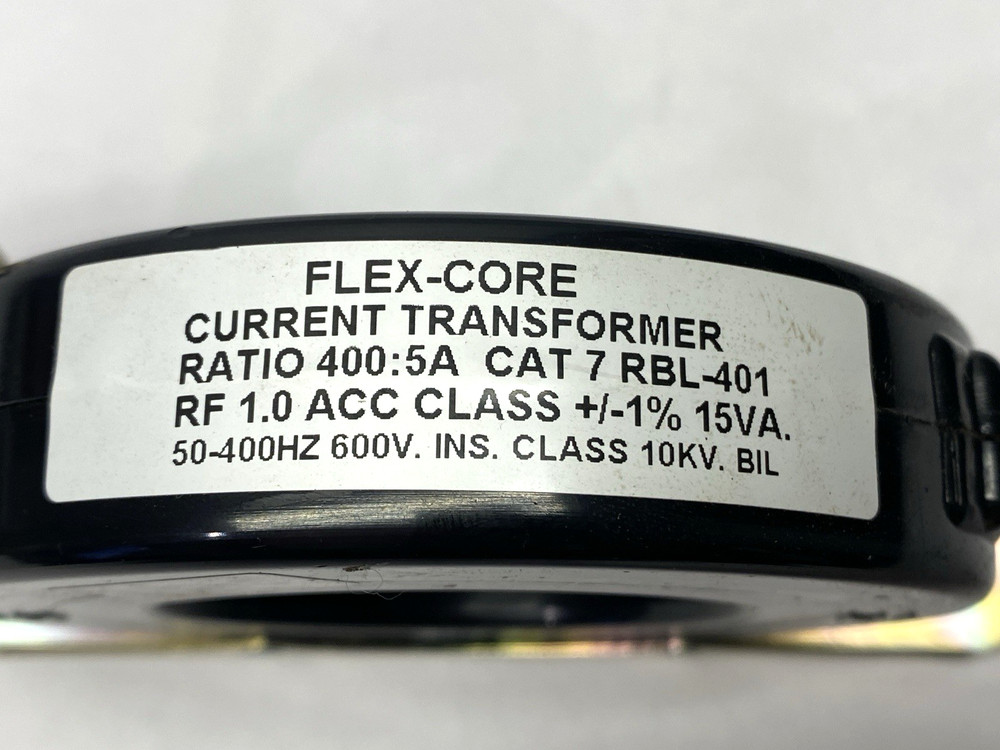 FLEX-CORE
CURRENT TRANSFORMER
RATIO 400:5A CAT 7 RBL-401
RF 1.0 ACC CLASS +/-1% 15VA.
50-400HZ 600V. INS. CLASS 10KV. BIL